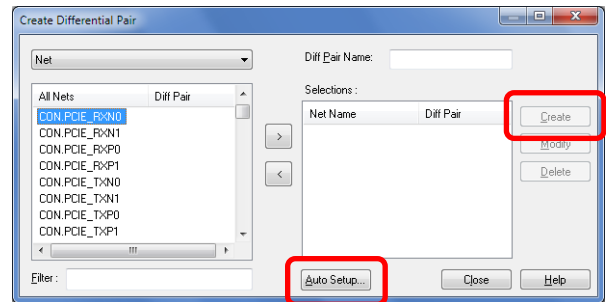 Create Differential Pair
Net
Diff Pair Name:
All Nets Diff Pair
CON.PCIE_RXN0
CON.PCIE_RXN1
CON.PCIE_RXP0
CON.PCIE_RXP1
CON.PCIE_TXN0
CON.PCIE_TXN1
CON.PCIE_TXP0
CON.PCIE_TXP1
>
<
Selections :
Net Name Diff Pair
Create
Modify
Delete
Filter :
Auto Setup...
Close
Help